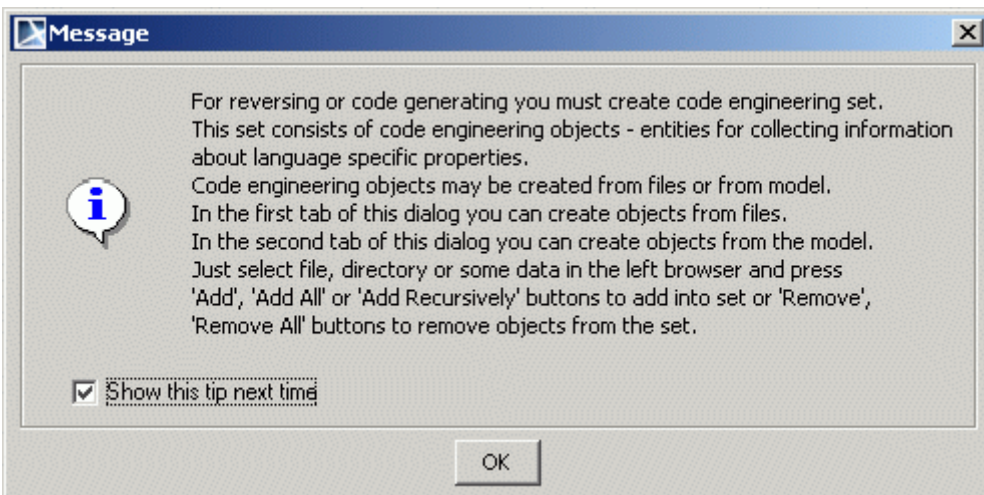 Message
For reversing or code generating you must create code engineering set.
This set consists of code engineering objects - entities for collecting information
about language specific properties.
Code engineering objects may be created from files or from model.
In the first tab of this dialog you can create objects from files.
In the second tab of this dialog you can create objects from the model.
Just select file, directory or some data in the left browser and press
'Add', 'Add All' or 'Add Recursively' buttons to add into set or 'Remove',
'Remove All' buttons to remove objects from the set.
Show this tip next time
OK